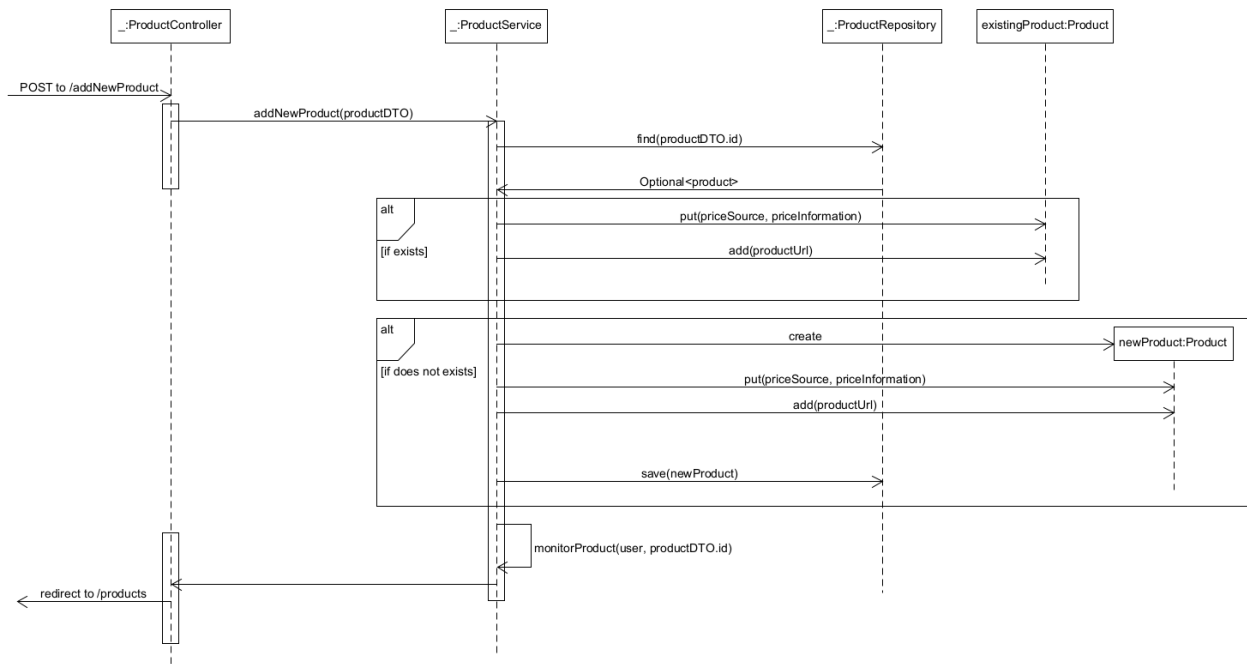 _:ProductController
_:ProductService
_:ProductRepository
existingProduct:Product
POST to /addNewProduct
addNewProduct(productDTO)
find(productDTO.id)
Optional<product>
alt
put(priceSource, priceInformation)
[if exists]
add(productUrl)
alt
create
newProduct:Product
[if does not exists]
put(priceSource, priceInformation)
add(productUrl)
save(newProduct)
monitorProduct(user, productDTO.id)
redirect to /products